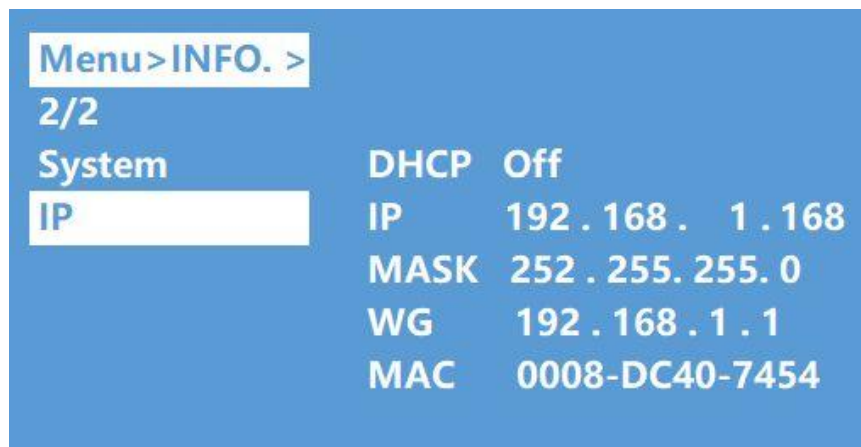 Menu>INFO. >
2/2
System
IP
DHCP Off
IP 192 . 168 . 1 . 168
MASK 252 . 255. 255. 0
WG 192 . 168 . 1 . 1
MAC 0008-DC40-7454